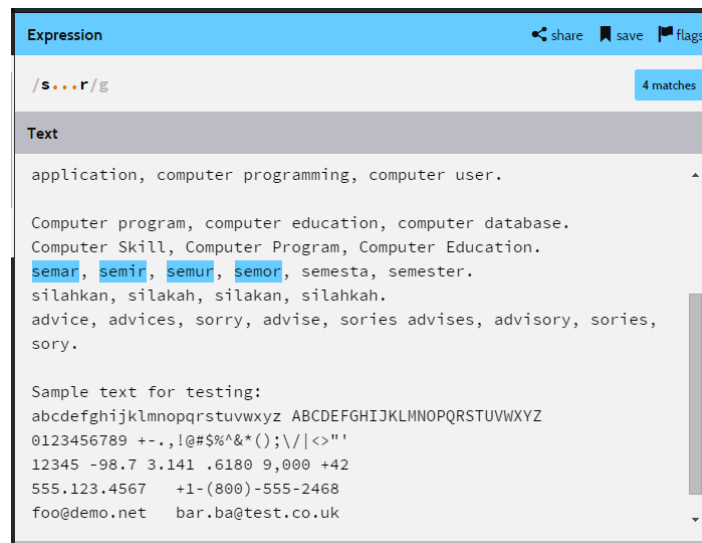 Expression share save flags
/s...r/g 4 matches
Text
application, computer programming, computer user.
Computer program, computer education, computer database.
Computer Skill, Computer Program, Computer Education.
semar, semir, semur, semor, semesta, semester.
silahkan, silakah, silakan, silahkah.
advice, advices, sorry, advise, sories advises, advisory, sories,
sory.
Sample text for testing:
abcdefghijklmnopqrstuvwxyz ABCDEFGHIJKLMNOPQRSTUVWXYZ
0123456789 +-.,!@#$%^&*();\/|<>"'
12345 -98.7 3.141 .6180 9,000 +42
555.123.4567 +1-(800)-555-2468
foo@demo.net bar.ba@test.co.uk